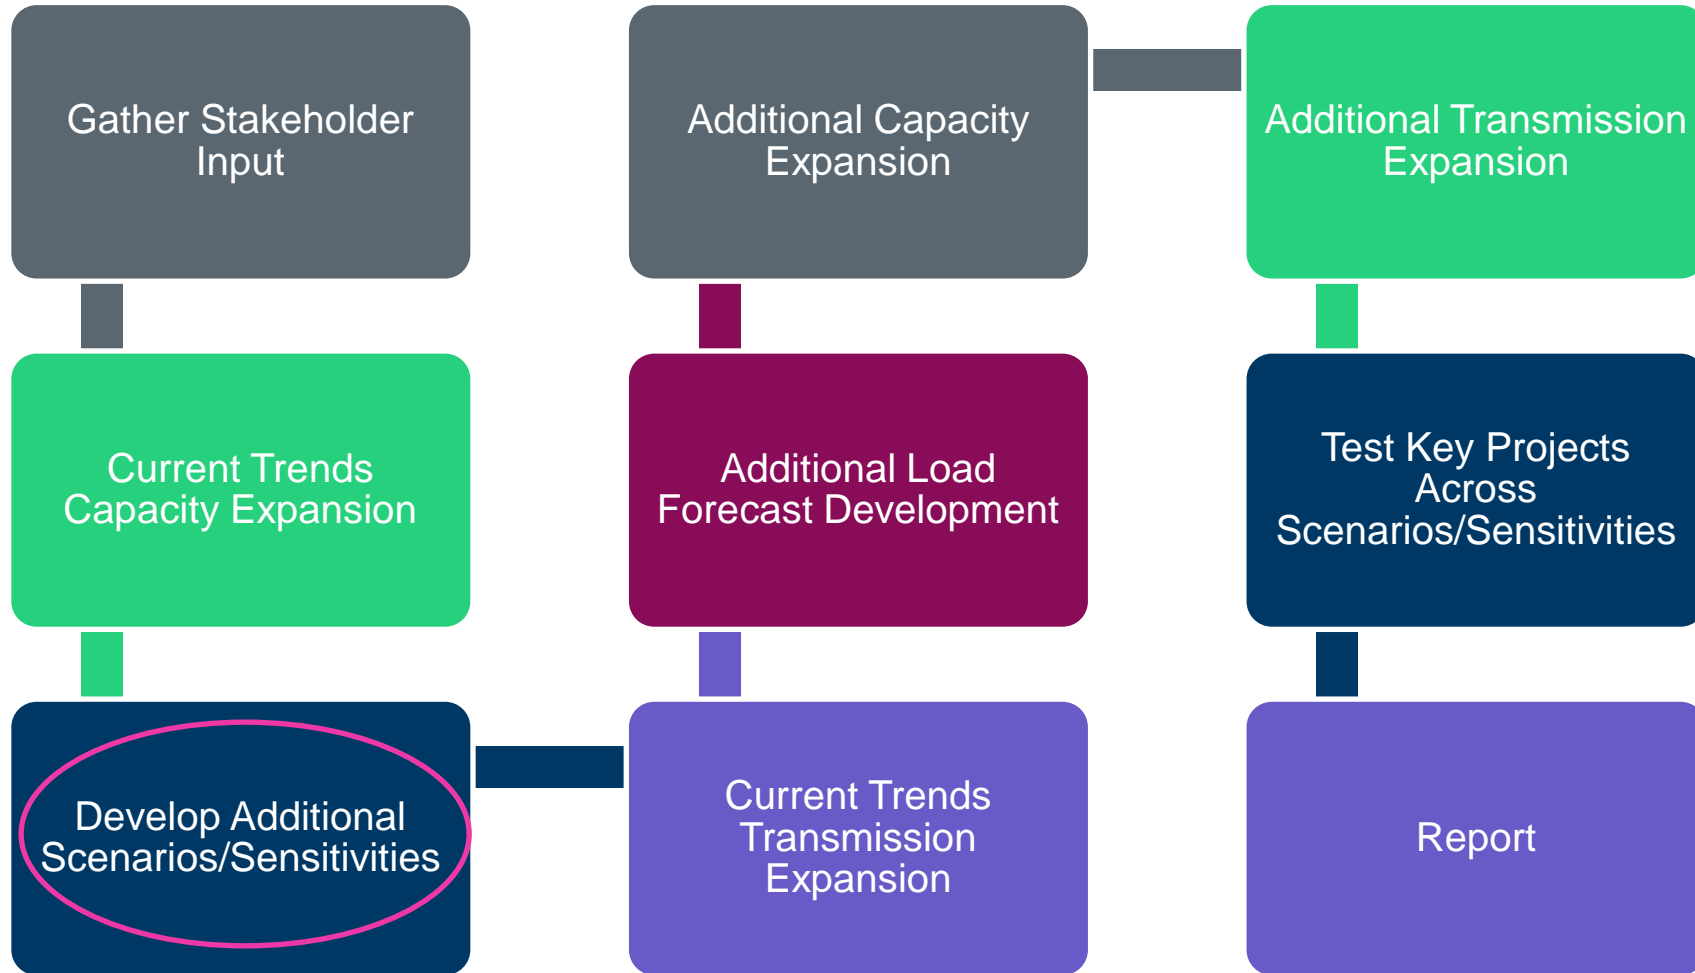 Gather Stakeholder
Input
Current Trends
Capacity Expansion
Develop Additional
Scenarios/Sensitivities
Current Trends
Transmission
Expansion
Additional Load
Forecast Development
Additional Capacity
Expansion
Additional Transmission
Expansion
Test Key Projects
Across
Scenarios/Sensitivities
Report